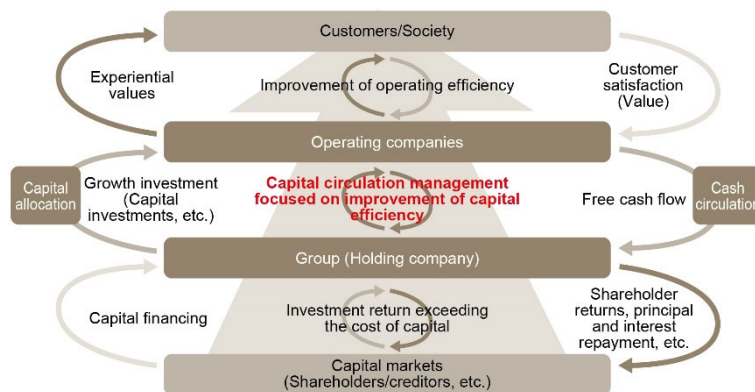 Customers/Society
Experiential
values
Improvement of operating efficiency
Customer
satisfaction
(Value)
Operating companies
Capital
allocation
Growth investment
(Capital
investments, etc.)
Capital circulation management
focused on improvement of capital
efficiency
Free cash flow
Cash
circulation
Group (Holding company)
Capital financing
Investment return exceeding
the cost of capital
Shareholder
returns, principal
and interest
repayment, etc.
Capital markets
(Shareholders/creditors, etc.)